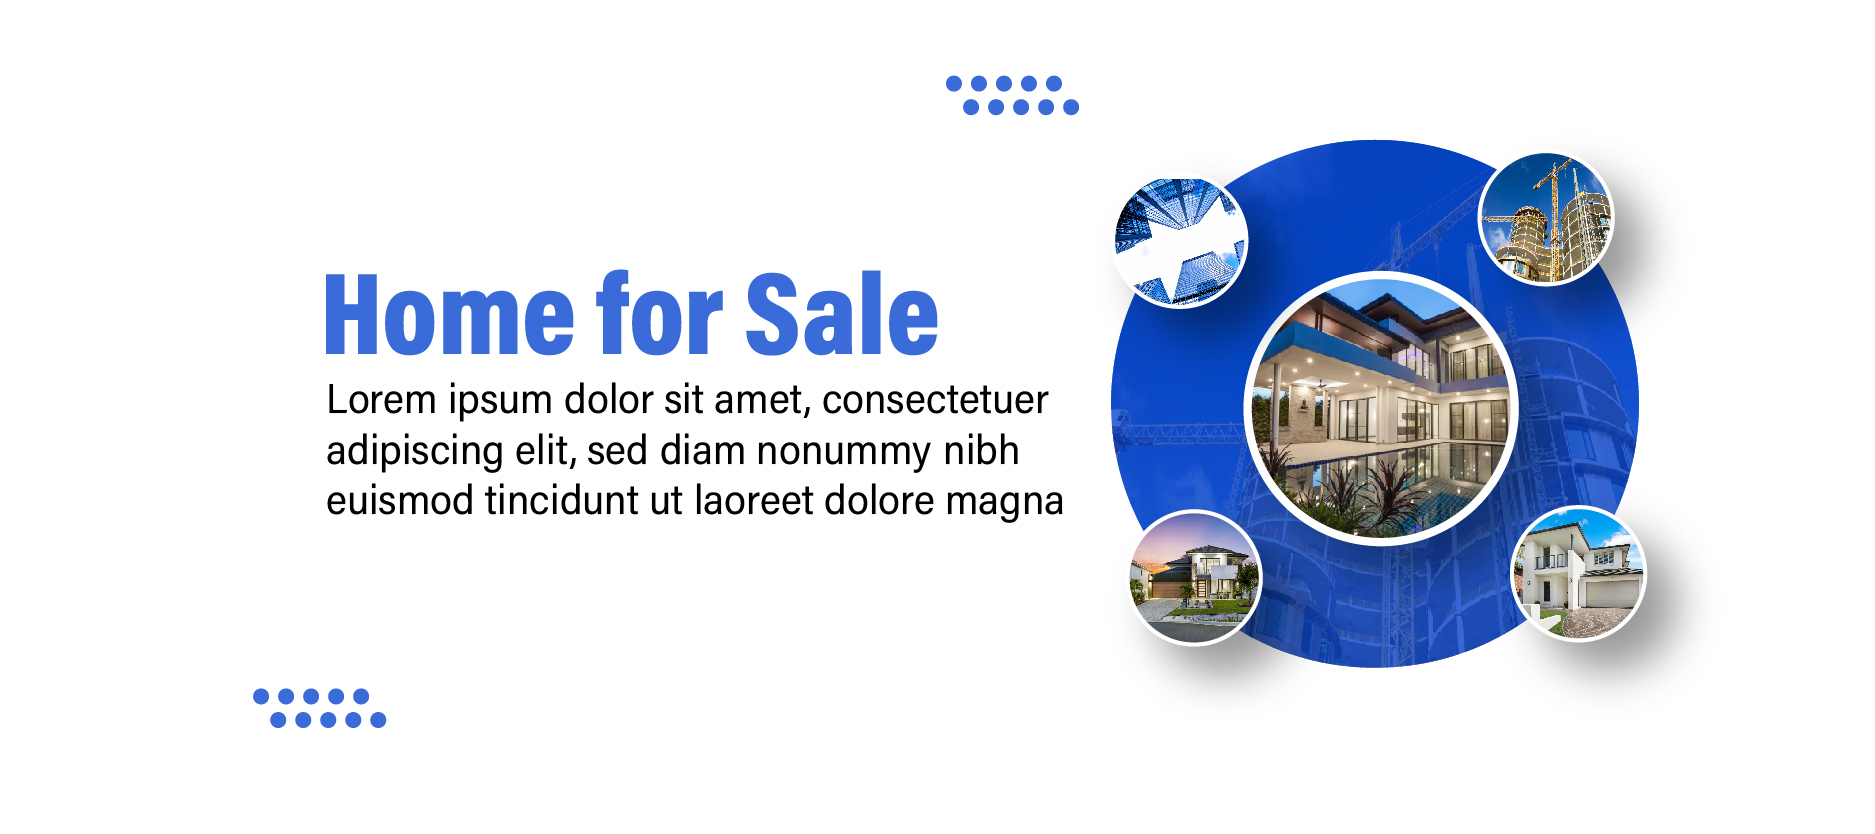 Home for Sale
Lorem ipsum dolor sit amet, consectetuer
adipiscing elit, sed diam nonummy nibh
euismod tincidunt ut laoreet dolore magna